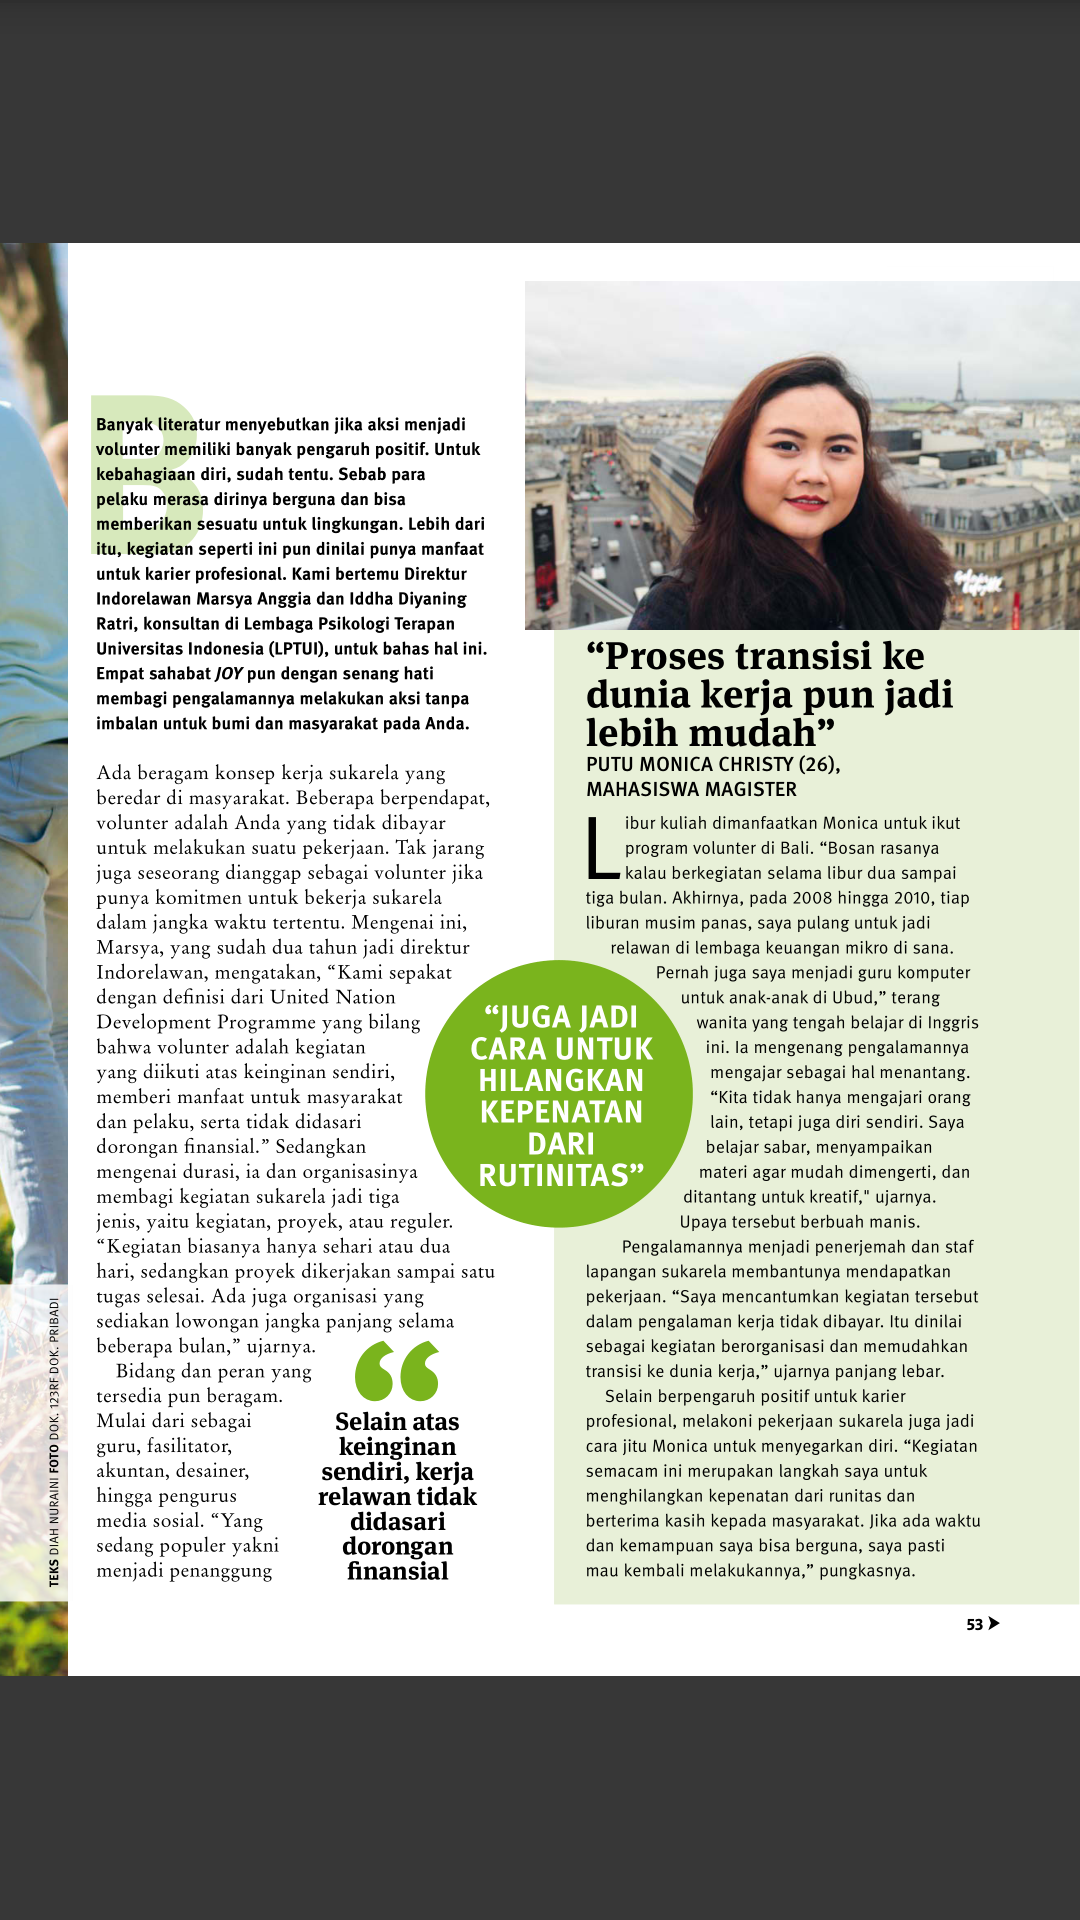 B
Banyak literatur menyebutkan jika aksi menjadi
volunter memiliki banyak pengaruh positif. Untuk
kebahagiaan diri, sudah tentu. Sebab para
pelaku merasa dirinya berguna dan bisa
memberikan sesuatu untuk lingkungan. Lebih dari
itu, kegiatan seperti ini pun dinilai punya manfaat
untuk karier profesional. Kami bertemu Direktur
Indorelawan Marsya Anggia dan Iddha Diyaning
Ratri, konsultan di Lembaga Psikologi Terapan
Universitas Indonesia (LPTUI), untuk bahas hal ini.
Empat sahabat JOY pun dengan senang hati
membagi pengalamannya melakukan aksi tanpa
imbalan untuk bumi dan masyarakat pada Anda.
Ada beragam konsep kerja sukarela yang
beredar di masyarakat. Beberapa berpendapat,
volunter adalah Anda yang tidak dibayar
untuk melakukan suatu pekerjaan. Tak jarang
juga seseorang dianggap sebagai volunter jika
punya komitmen untuk bekerja sukarela
dalam jangka waktu tertentu. Mengenai ini,
Marsya, yang sudah dua tahun jadi direktur
Indorelawan, mengatakan, “Kami sepakat
dengan definisi dari United Nation
Development Programme yang bilang
bahwa volunter adalah kegiatan
yang diikuti atas keinginan sendiri,
memberi manfaat untuk masyarakat
dan pelaku, serta tidak didasari
dorongan finansial.” Sedangkan
mengenai durasi, ia dan organisasinya
membagi kegiatan sukarela jadi tiga
jenis, yaitu kegiatan, proyek, atau reguler.
“Kegiatan biasanya hanya sehari atau dua
hari, sedangkan proyek dikerjakan sampai satu
tugas selesai. Ada juga organisasi yang
sediakan lowongan jangka panjang selama
beberapa bulan,” ujarnya.
Bidang dan peran yang
tersedia pun beragam.
Mulai dari sebagai
guru, fasilitator,
akuntan, desainer,
hingga pengurus
media sosial. “Yang
sedang populer yakni
menjadi penanggung
“
Selain atas
keinginan
sendiri, kerja
relawan tidak
didasari
dorongan
finansial
“JUGA JADI
CARA UNTUK
HILANGKAN
KEPENATAN
DARI
RUTINITAS”
“Proses transisi ke
dunia kerja pun jadi
lebih mudah”
PUTU MONICA CHRISTY (26),
MAHASISWA MAGISTER
Libur kuliah dimanfaatkan Monica untuk ikut
program volunter di Bali. “Bosan rasanya
kalau berkegiatan selama libur dua sampai
tiga bulan. Akhirnya, pada 2008 hingga 2010, tiap
liburan musim panas, saya pulang untuk jadi
relawan di lembaga keuangan mikro di sana.
Pernah juga saya menjadi guru komputer
untuk anak-anak di Ubud,” terang
wanita yang tengah belajar di Inggris
ini. Ia mengenang pengalamannya
mengajar sebagai hal menantang.
“Kita tidak hanya mengajari orang
lain, tetapi juga diri sendiri. Saya
belajar sabar, menyampaikan
materi agar mudah dimengerti, dan
ditantang untuk kreatif," ujarnya.
Upaya tersebut berbuah manis.
Pengalamannya menjadi penerjemah dan staf
lapangan sukarela membantunya mendapatkan
pekerjaan. “Saya mencantumkan kegiatan tersebut
dalam pengalaman kerja tidak dibayar. Itu dinilai
sebagai kegiatan berorganisasi dan memudahkan
transisi ke dunia kerja,” ujarnya panjang lebar.
Selain berpengaruh positif untuk karier
profesional, melakoni pekerjaan sukarela juga jadi
cara jitu Monica untuk menyegarkan diri. “Kegiatan
semacam ini merupakan langkah saya untuk
menghilangkan kepenatan dari runitas dan
berterima kasih kepada masyarakat. Jika ada waktu
dan kemampuan saya bisa berguna, saya pasti
mau kembali melakukannya,” pungkasnya.
TEKS DIAH NURAINI FOTO DOK. 123RF DOK. PRIBADI
53